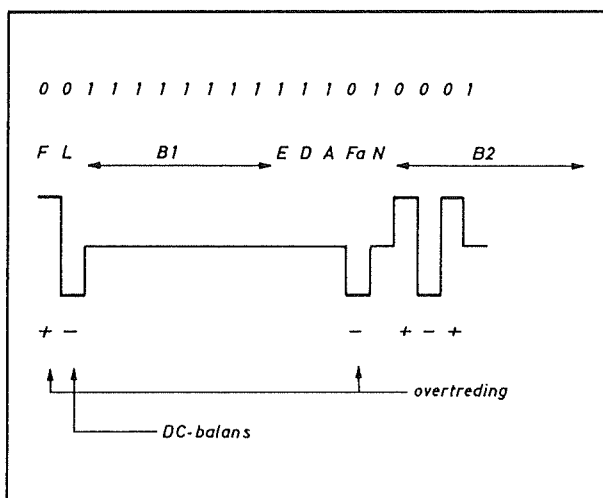 0 0 1 1 1 1 1 1 1 1 1 1 1 0 1 0 0 0 1
F L B1 E D A Fa N B2
+ - - + - +
overtreding
DC-balans